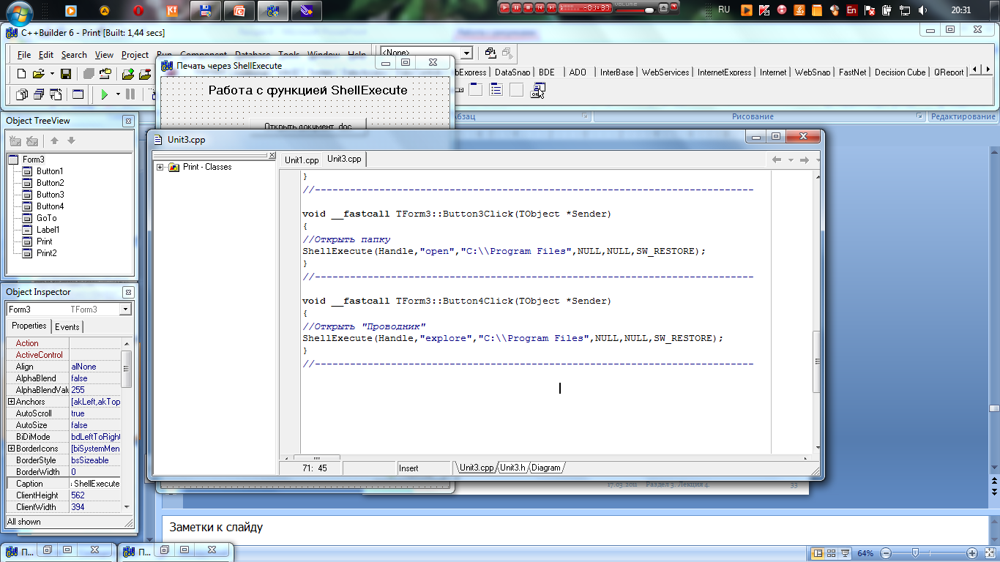 RU
En
20:31
VOLUME
C++Builder 6 - Print [Built: 1,44 secs]
File Edit Search View Project Run Component Database Tools Window Help
<None>
Печать через ShellExecute
DataSnap BDE ADO InterBase WebServices InternetExpress Internet WebSnap FastNet Decision Cube QReport
Работа с функцией ShellExecute
Открыть документ .doc
Абзац
Рисование
Редактирование
Object TreeView
Form3
Button1
Button2
Button3
Button4
GoTo
Label1
Print
Print2
Unit3.cpp
Print - Classes
Unit1.cpp
Unit3.cpp
}
//---------------------------------------------------------------------------
void __fastcall TForm3::Button3Click(TObject *Sender)
{
//Открыть папку
ShellExecute(Handle,"open","C:\\Program Files",NULL,NULL,SW_RESTORE);
}
//---------------------------------------------------------------------------
void __fastcall TForm3::Button4Click(TObject *Sender)
{
//Открыть "Проводник"
ShellExecute(Handle,"explore","C:\\Program Files",NULL,NULL,SW_RESTORE);
}
//---------------------------------------------------------------------------
71: 45
Insert
Unit3.cpp Unit3.h Diagram
Object Inspector
Form3 TForm3
Properties Events
Action
ActiveControl
Align alNone
AlphaBlend false
AlphaBlendValu 255
Anchors [akLeft,akTop
AutoScroll true
AutoSize false
BiDiMode bdLeftToRight
BorderIcons [biSystemMen
BorderStyle bsSizeable
BorderWidth 0
Caption ShellExecute
ClientHeight 562
ClientWidth 394
All shown
17.03.2011 Раздел 3. Лекция 4. 33
Заметки к слайду
П...
П...
64%